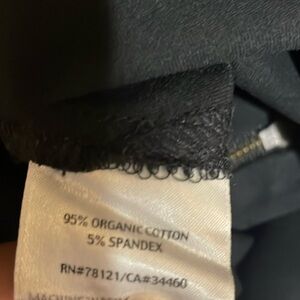 95% ORGANIC COTTON
5% SPANDEX
RN#78121/CA#34460